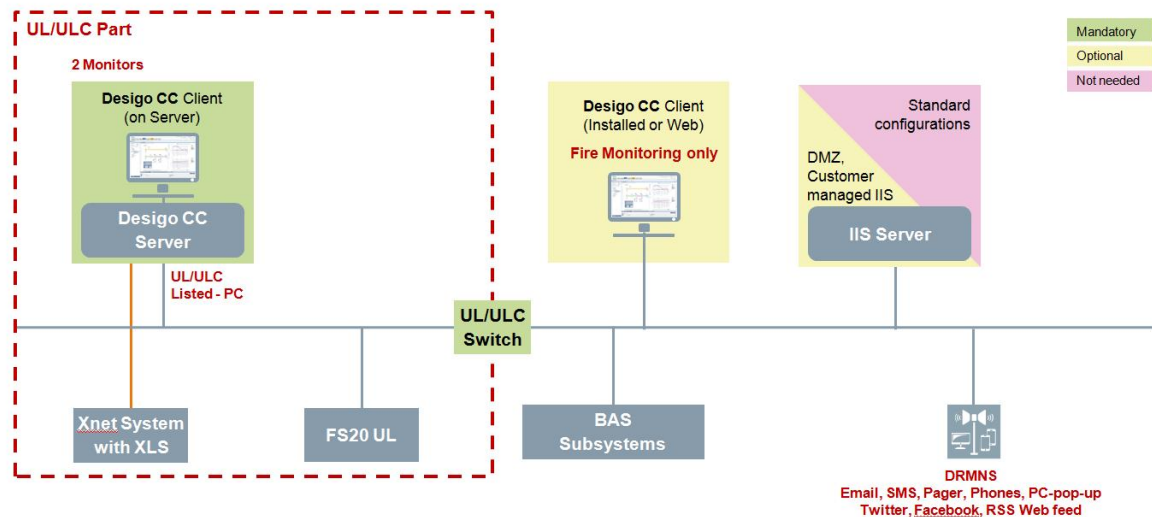 UL/ULC Part
2 Monitors
Desigo CC Client
(on Server)
Desigo CC
Server
UL/ULC
Listed - PC
UL/ULC
Switch
Xnet System
with XLS
FS20 UL
Desigo CC Client
(Installed or Web)
Fire Monitoring only
BAS
Subsystems
Standard
configurations
DMZ,
Customer
managed IIS
IIS Server
Mandatory
Optional
Not needed
DRMNS
Email, SMS, Pager, Phones, PC-pop-up
Twitter, Facebook, RSS Web feed